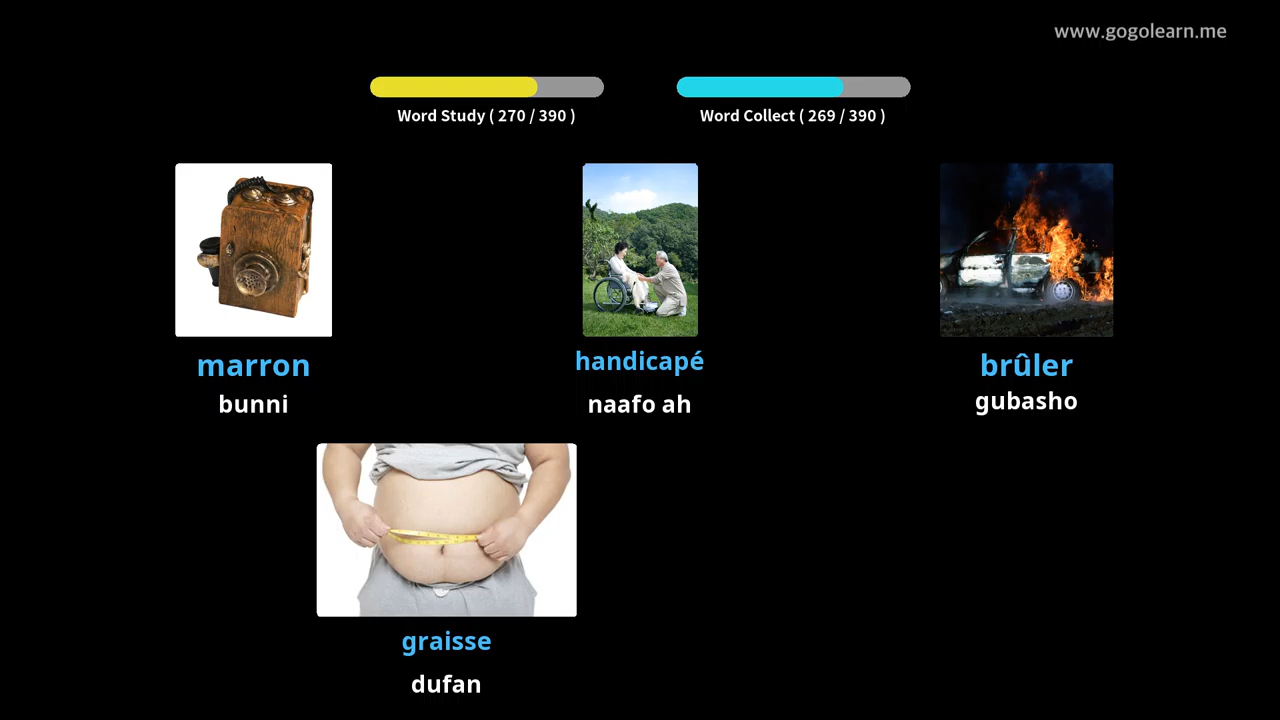 www.gogolearn.me
Word Study ( 270 / 390 )
Word Collect ( 269 / 390 )
marron
bunni
handicapé
naafo ah
brûler
gubasho
graisse
dufan